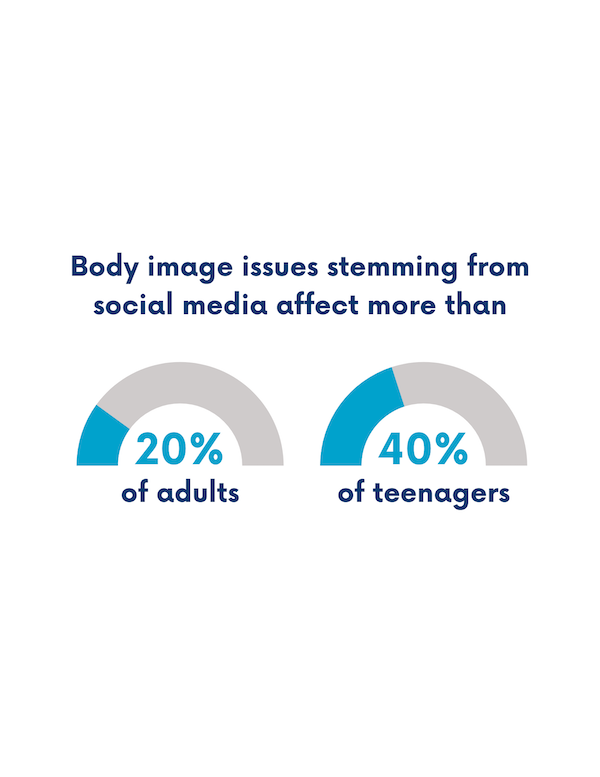 Body image issues stemming from
social media affect more than
20%
of adults
40%
of teenagers